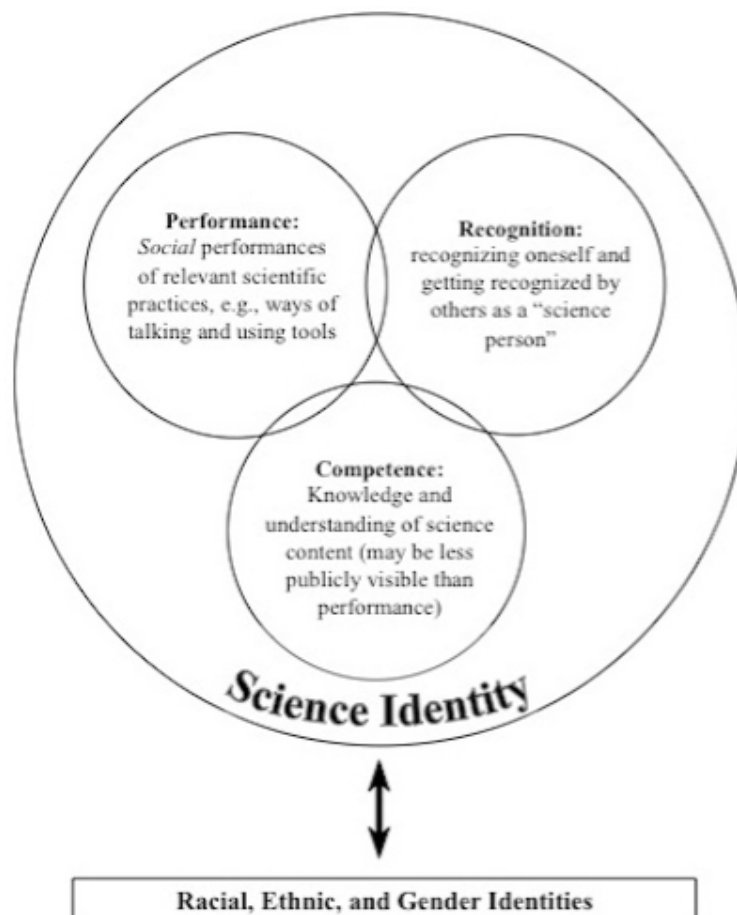 Performance:
Social performances
of relevant scientific
practices, e.g., ways of
talking and using tools
Recognition:
recognizing oneself and
getting recognized by
others as a “science
person”
Competence:
Knowledge and
understanding of science
content (may be less
publicly visible than
performance)
Science Identity
Racial, Ethnic, and Gender Identities